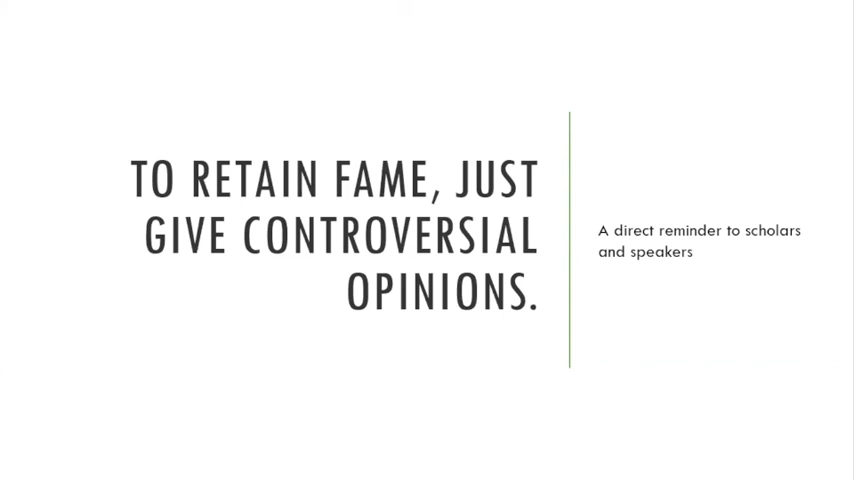 TO RETAIN FAME, JUST
GIVE CONTROVERSIAL
OPINIONS.
A direct reminder to scholars
and speakers